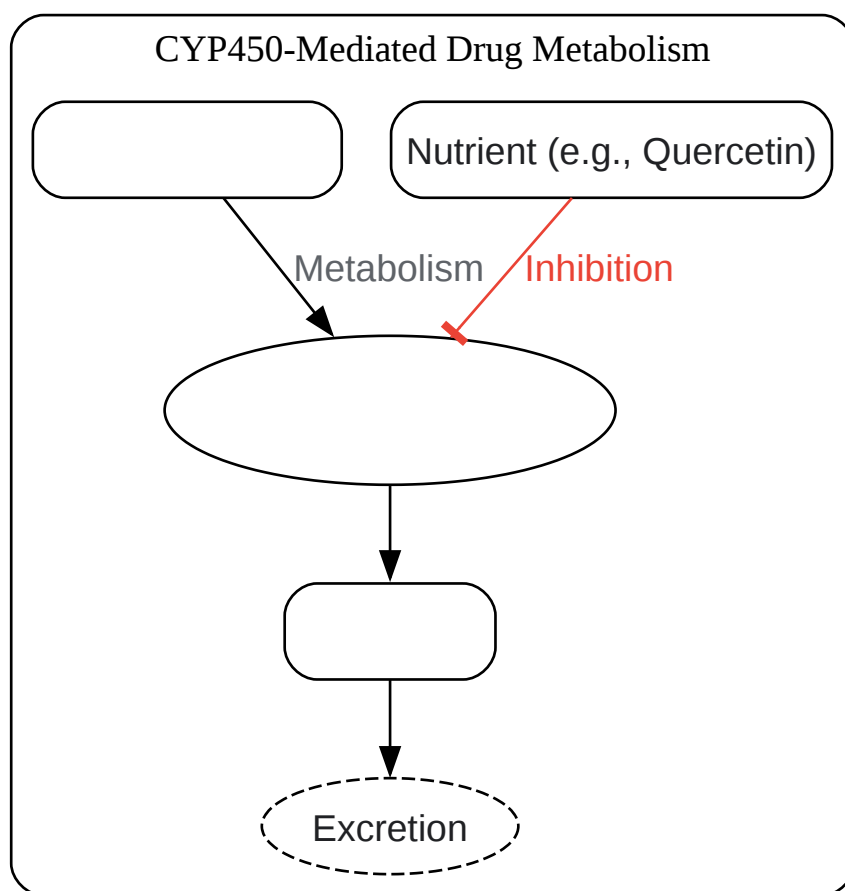 CYP450-Mediated Drug Metabolism
Nutrient (e.g., Quercetin)
Metabolism
Inhibition
Excretion